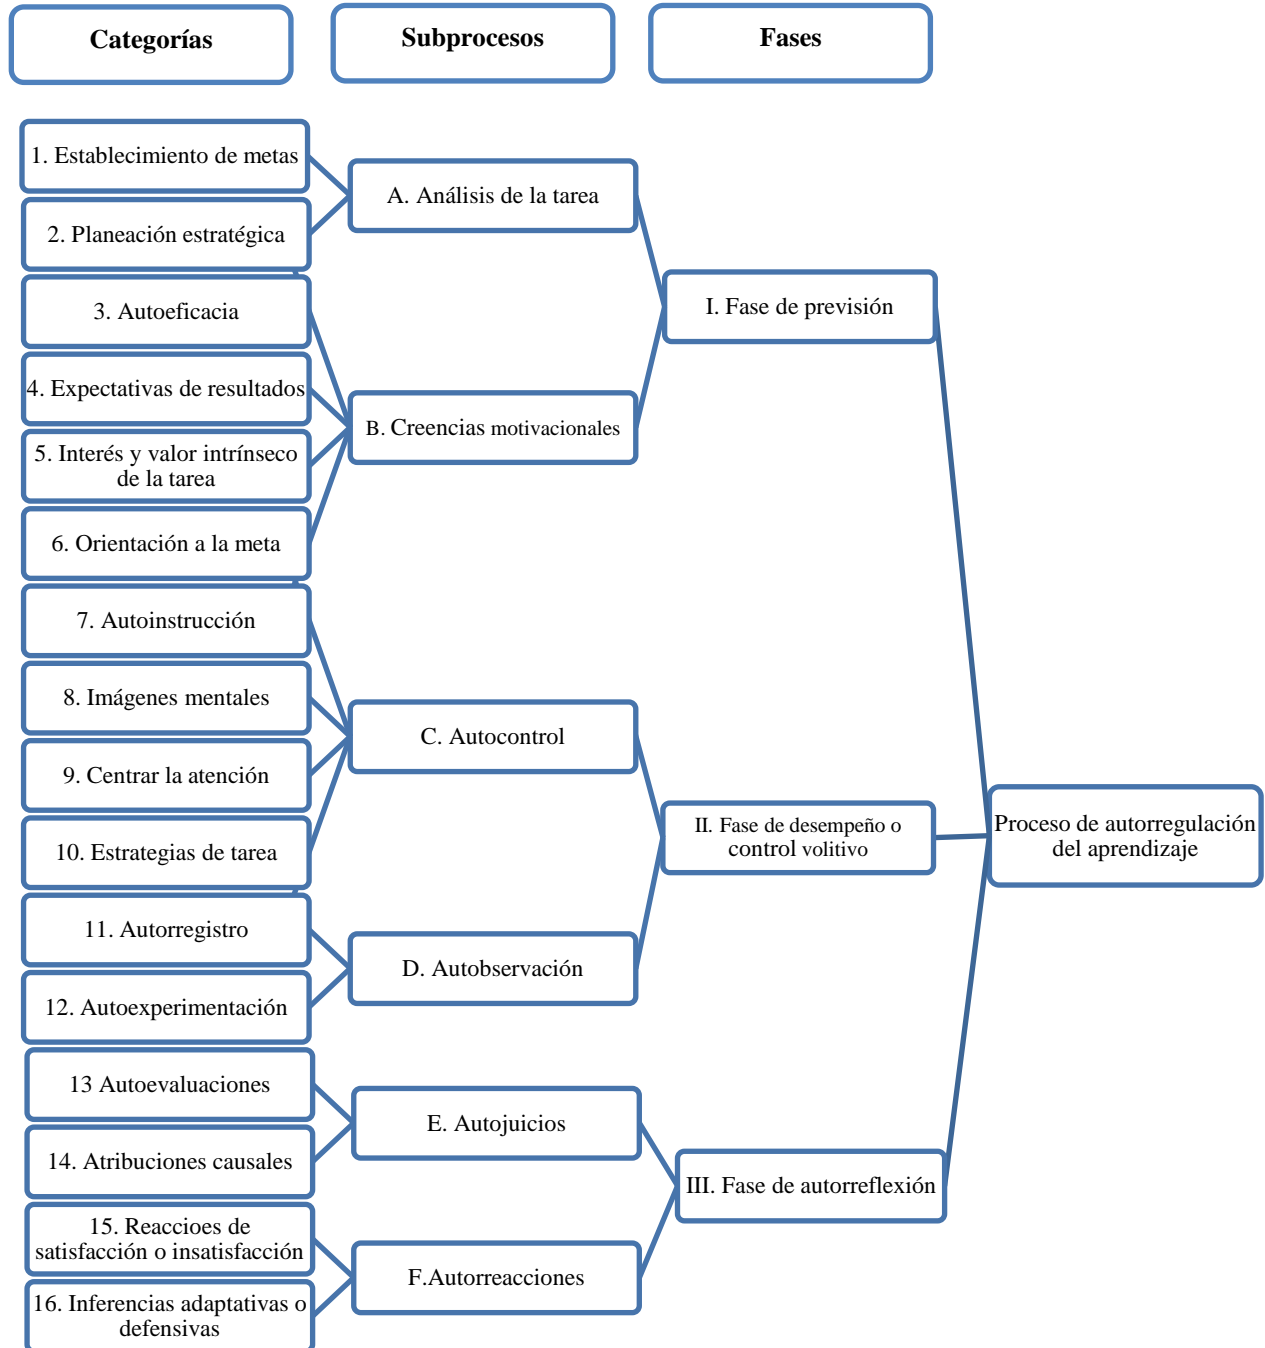 Categorías
Subprocesos
Fases
1. Establecimiento de metas
2. Planeación estratégica
3. Autoeficacia
4. Expectativas de resultados
5. Interés y valor intrínseco
de la tarea
6. Orientación a la meta
7. Autoinstrucción
8. Imágenes mentales
9. Centrar la atención
10. Estrategias de tarea
11. Autorregistro
12. Autoexperimentación
13 Autoevaluaciones
14. Atribuciones causales
15. Reaccioes de
satisfacción o insatisfacción
16. Inferencias adaptativas o
defensivas
A. Análisis de la tarea
B. Creencias motivacionales
C. Autocontrol
D. Autobservación
E. Autojuicios
F.Autorreacciones
I. Fase de previsión
II. Fase de desempeño o
control volitivo
III. Fase de autorreflexión
Proceso de autorregulación
del aprendizaje